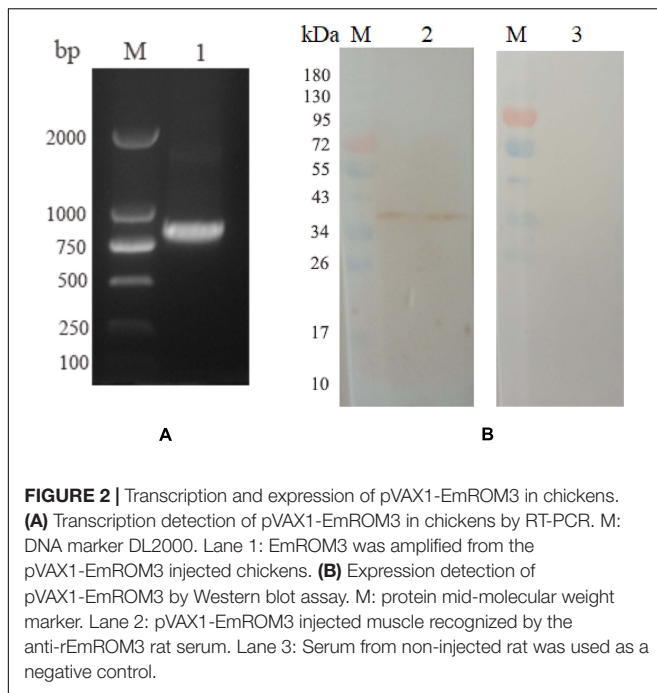 bp M 1
2000
1000
750
500
250
100
A
kDa M 2
180
130
95
72
55
43
34
26
17
10
M 3
B
FIGURE 2 | Transcription and expression of pVAX1-EmROM3 in chickens.
(A) Transcription detection of pVAX1-EmROM3 in chickens by RT-PCR. M:
DNA marker DL2000. Lane 1: EmROM3 was amplified from the
pVAX1-EmROM3 injected chickens. (B) Expression detection of
pVAX1-EmROM3 by Western blot assay. M: protein mid-molecular weight
marker. Lane 2: pVAX1-EmROM3 injected muscle recognized by the
anti-rEmROM3 rat serum. Lane 3: Serum from non-injected rat was used as a
negative control.